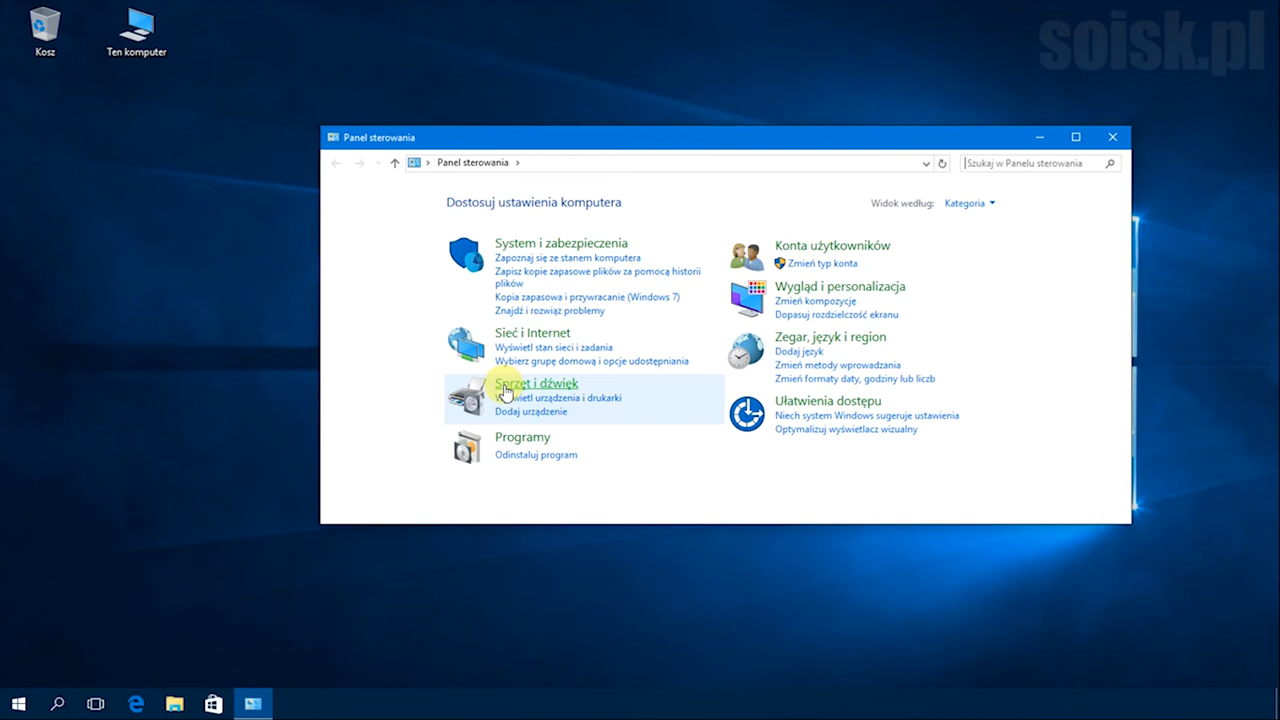 soisk.pl
Kosz
Ten komputer
Panel sterowania
Panel sterowania
Szukaj w Panelu sterowania
Dostosuj ustawienia komputera
Widok według: Kategoria
System i zabezpieczenia
Zapoznaj się ze stanem komputera
Zapisz kopie zapasowe plików za pomocą historii
plików
Kopia zapasowa i przywracanie (Windows 7)
Znajdź i rozwiąż problemy
Sieć i Internet
Wyświetl stan sieci i zadania
Wybierz grupę domową i opcje udostępniania
Sprzęt i dźwięk
Wyświetl urządzenia i drukarki
Dodaj urządzenie
Programy
Odinstaluj program
Konta użytkowników
Zmień typ konta
Wygląd i personalizacja
Zmień kompozycję
Dopasuj rozdzielczość ekranu
Zegar, język i region
Dodaj język
Zmień metody wprowadzania
Zmień formaty daty, godziny lub liczb
Ułatwienia dostępu
Niech system Windows sugeruje ustawienia
Optymalizuj wyświetlacz wizualny